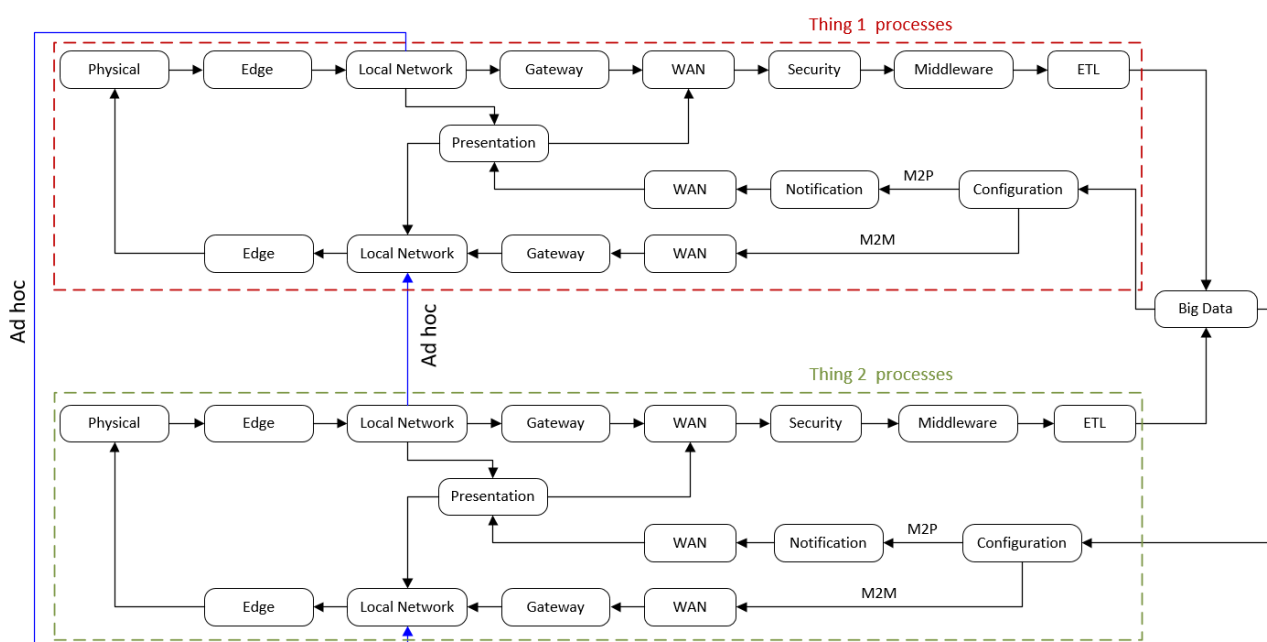 Thing 1 processes
Physical
Edge
Local Network
Gateway
WAN
Security
Middleware
ETL
Presentation
WAN
Notification
M2P
Configuration
Edge
Local Network
Gateway
WAN
M2M
Big Data
Ad hoc
Ad hoc
Thing 2 processes
Physical
Edge
Local Network
Gateway
WAN
Security
Middleware
ETL
Presentation
WAN
Notification
M2P
Configuration
Edge
Local Network
Gateway
WAN
M2M